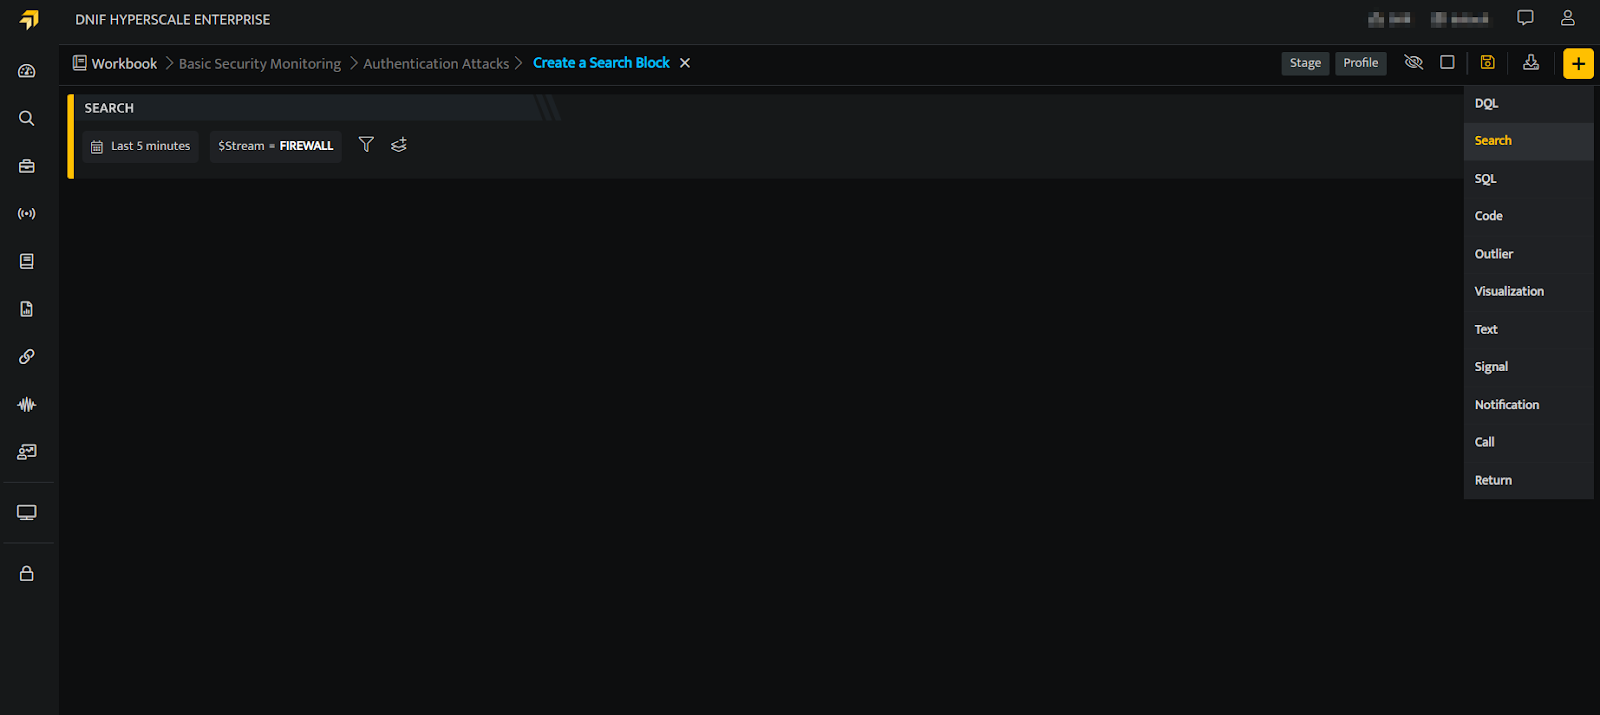 DNIF HYPERSCALE ENTERPRISE
Workbook > Basic Security Monitoring > Authentication Attacks > Create a Search Block ✕
Stage Profile
SEARCH
Last 5 minutes $Stream = FIREWALL
DQL
Search
SQL
Code
Outlier
Visualization
Text
Signal
Notification
Call
Return